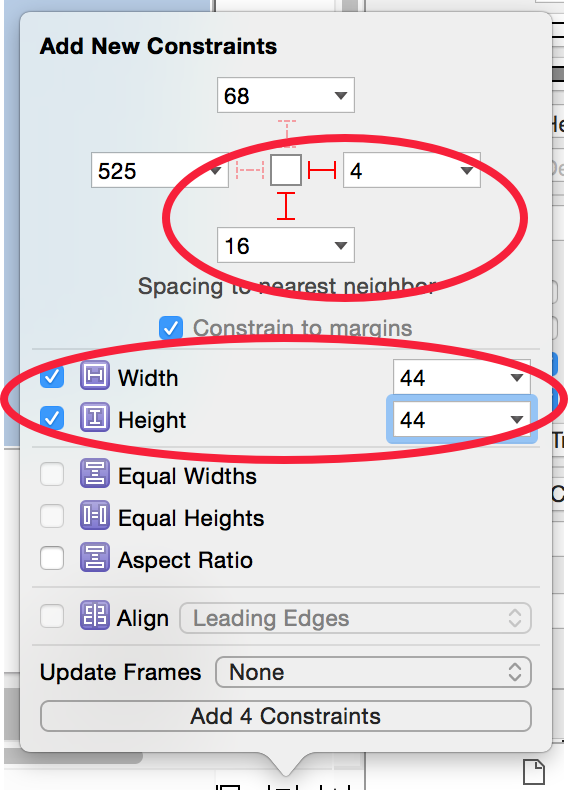 Add New Constraints
68
525
4
16
Spacing to nearest neighbor
Constrain to margins
Width
44
Height
44
Equal Widths
Equal Heights
Aspect Ratio
Align
Leading Edges
Update Frames
None
Add 4 Constraints